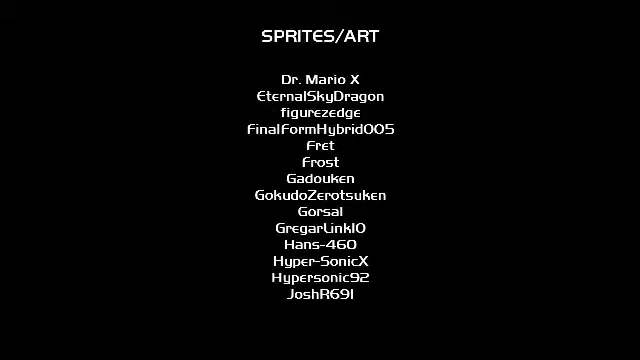 SPRITES/ART
Dr. Mario X
EternalSkyDragon
figurezedge
FinalFormHybrid005
Fret
Frost
Gadouken
GokudoZerotsuken
Gorsal
GregarLink10
Hans-460
Hyper-SonicX
Hypersonic92
JoshR691